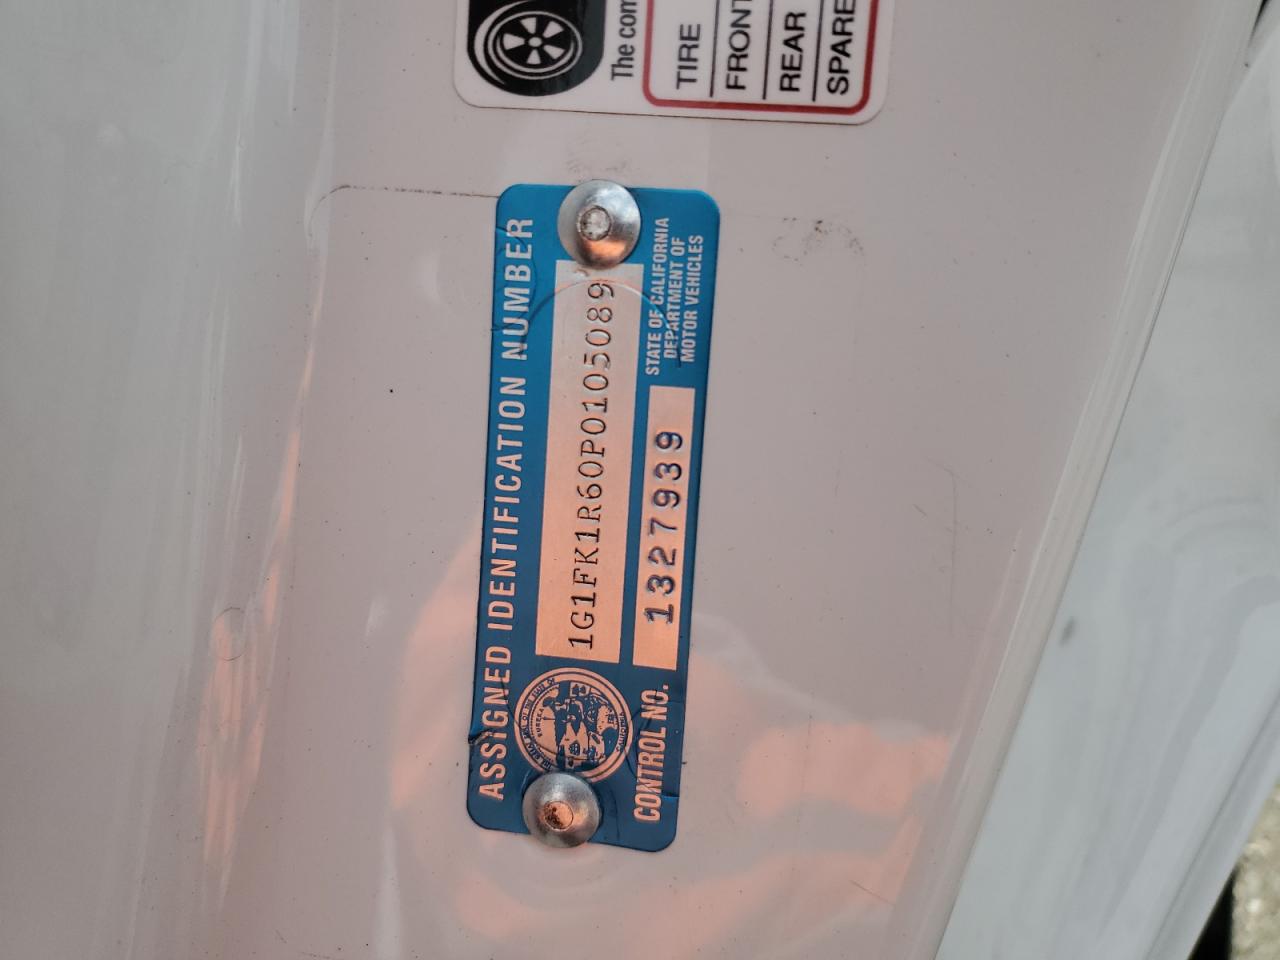 The com
TIRE
FRONT
REAR
SPARE
ASSIGNED IDENTIFICATION NUMBER
1G1FK1R60P0105089
EUREKA
CONTROL NO.
1327939
STATE OF CALIFORNIA
DEPARTMENT OF
MOTOR VEHICLES